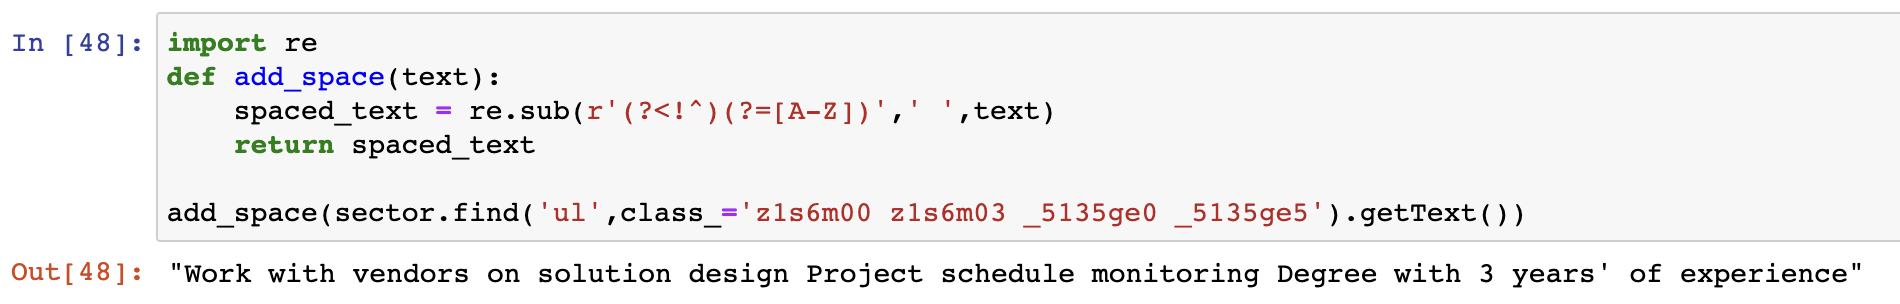 In [48]: import re
def add_space(text):
    spaced_text = re.sub(r'(?<!^)(?=[A-Z])',' ',text)
    return spaced_text
add_space(sector.find('ul',class_='z1s6m00 z1s6m03 _5135ge0 _5135ge5').getText())
Out[48]: "Work with vendors on solution design Project schedule monitoring Degree with 3 years' of experience"